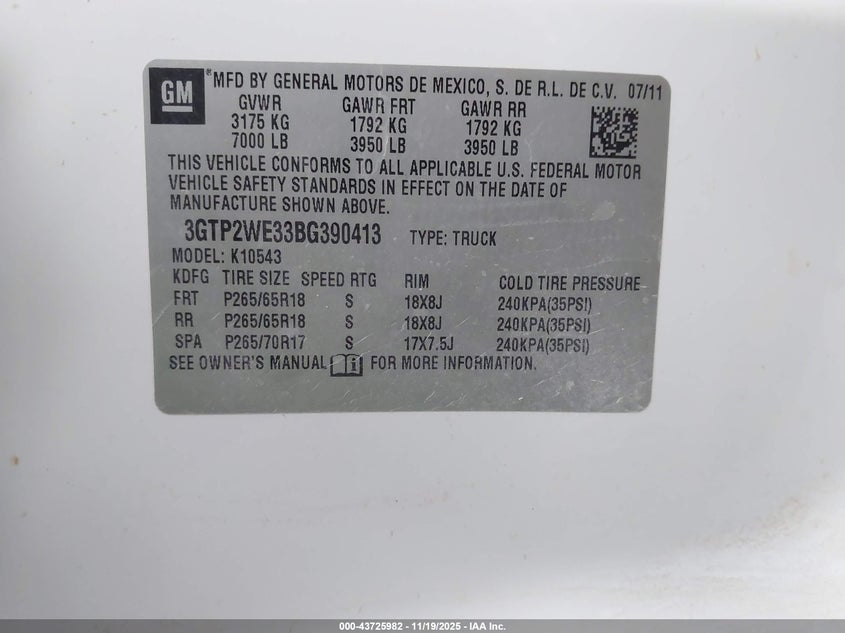 GM
® MFD BY GENERAL MOTORS DE MEXICO, S. DE R.L. DE C.V. 07/11
GVWR GAWR FRT GAWR RR
3175 KG 1792 KG 1792 KG
7000 LB 3950 LB 3950 LB
THIS VEHICLE CONFORMS TO ALL APPLICABLE U.S. FEDERAL MOTOR
VEHICLE SAFETY STANDARDS IN EFFECT ON THE DATE OF
MANUFACTURE SHOWN ABOVE.
3GTP2WE33BG390413 TYPE: TRUCK
MODEL: K10543
KDFG TIRE SIZE SPEED RTG RIM COLD TIRE PRESSURE
FRT P265/65R18 S 18X8J 240KPA(35PSI)
RR P265/65R18 S 18X8J 240KPA(35PSI)
SPA P265/70R17 S 17X7.5J 240KPA(35PSI)
SEE OWNER'S MANUAL i FOR MORE INFORMATION.
000-43725982 - 11/19/2025 - IAA Inc.